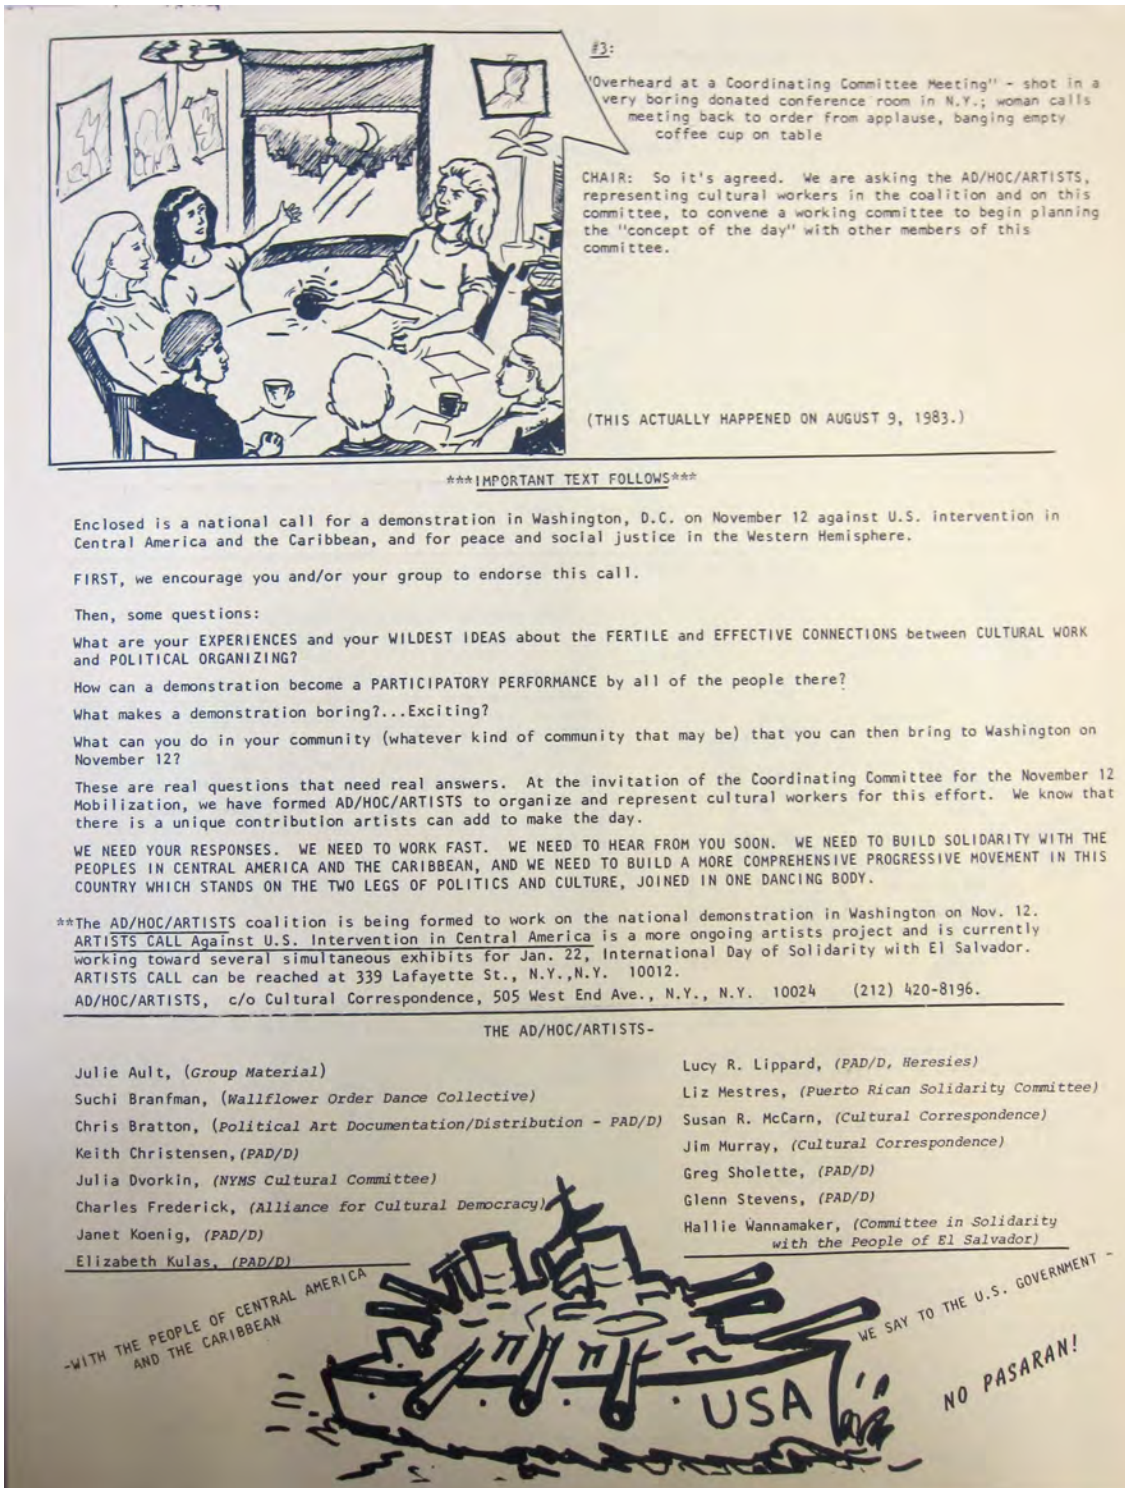 #3:
"Overheard at a Coordinating Committee Meeting" - shot in a
very boring donated conference room in N.Y.; woman calls
meeting back to order from applause, banging empty
coffee cup on table
CHAIR: So it's agreed. We are asking the AD/HOC/ARTISTS,
representing cultural workers in the coalition and on this
committee, to convene a working committee to begin planning
the "concept of the day" with other members of this
committee.
(THIS ACTUALLY HAPPENED ON AUGUST 9, 1983.)
***IMPORTANT TEXT FOLLOWS***
Enclosed is a national call for a demonstration in Washington, D.C. on November 12 against U.S. intervention in
Central America and the Caribbean, and for peace and social justice in the Western Hemisphere.
FIRST, we encourage you and/or your group to endorse this call.
Then, some questions:
What are your EXPERIENCES and your WILDEST IDEAS about the FERTILE and EFFECTIVE CONNECTIONS between CULTURAL WORK
and POLITICAL ORGANIZING?
How can a demonstration become a PARTICIPATORY PERFORMANCE by all of the people there?
What makes a demonstration boring?...Exciting?
What can you do in your community (whatever kind of community that may be) that you can then bring to Washington on
November 12?
These are real questions that need real answers. At the invitation of the Coordinating Committee for the November 12
Mobilization, we have formed AD/HOC/ARTISTS to organize and represent cultural workers for this effort. We know that
there is a unique contribution artists can add to make the day.
WE NEED YOUR RESPONSES. WE NEED TO WORK FAST. WE NEED TO HEAR FROM YOU SOON. WE NEED TO BUILD SOLIDARITY WITH THE
PEOPLES IN CENTRAL AMERICA AND THE CARIBBEAN, AND WE NEED TO BUILD A MORE COMPREHENSIVE PROGRESSIVE MOVEMENT IN THIS
COUNTRY WHICH STANDS ON THE TWO LEGS OF POLITICS AND CULTURE, JOINED IN ONE DANCING BODY.
**The AD/HOC/ARTISTS coalition is being formed to work on the national demonstration in Washington on Nov. 12.
ARTISTS CALL Against U.S. Intervention in Central America is a more ongoing artists project and is currently
working toward several simultaneous exhibits for Jan. 22, International Day of Solidarity with El Salvador.
ARTISTS CALL can be reached at 339 Lafayette St., N.Y.,N.Y. 10012.
AD/HOC/ARTISTS, c/o Cultural Correspondence, 505 West End Ave., N.Y., N.Y. 10024 (212) 420-8196.
THE AD/HOC/ARTISTS-
Julie Ault, (Group Material)
Suchi Branfman, (Wallflower Order Dance Collective)
Chris Bratton, (Political Art Documentation/Distribution - PAD/D)
Keith Christensen, (PAD/D)
Julia Dvorkin, (NYMS Cultural Committee)
Charles Frederick, (Alliance for Cultural Democracy)
Janet Koenig, (PAD/D)
Elizabeth Kulas, (PAD/D)
Lucy R. Lippard, (PAD/D, Heresies)
Liz Mestres, (Puerto Rican Solidarity Committee)
Susan R. McCarn, (Cultural Correspondence)
Jim Murray, (Cultural Correspondence)
Greg Sholette, (PAD/D)
Glenn Stevens, (PAD/D)
Hallie Wannamaker, (Committee in Solidarity
with the People of El Salvador)
-WITH THE PEOPLE OF CENTRAL AMERICA
AND THE CARIBBEAN
WE SAY TO THE U.S. GOVERNMENT -
NO PASARAN!
USA